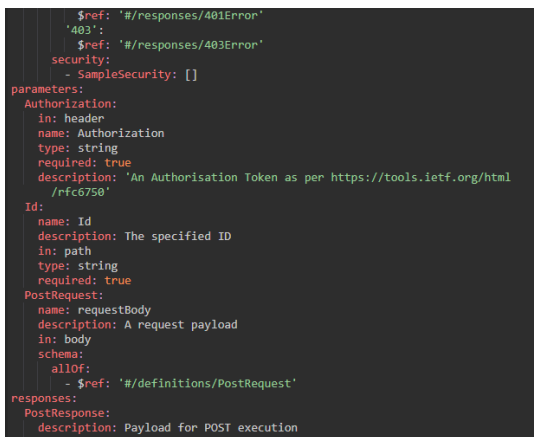 $ref: '#/responses/401Error'
'403':
$ref: '#/responses/403Error'
security:
- SampleSecurity: []
parameters:
Authorization:
in: header
name: Authorization
type: string
required: true
description: 'An Authorisation Token as per https://tools.ietf.org/html
/rfc6750'
Id:
name: Id
description: The specified ID
in: path
type: string
required: true
PostRequest:
name: requestBody
description: A request payload
in: body
schema:
allOf:
- $ref: '#/definitions/PostRequest'
responses:
PostResponse:
description: Payload for POST execution